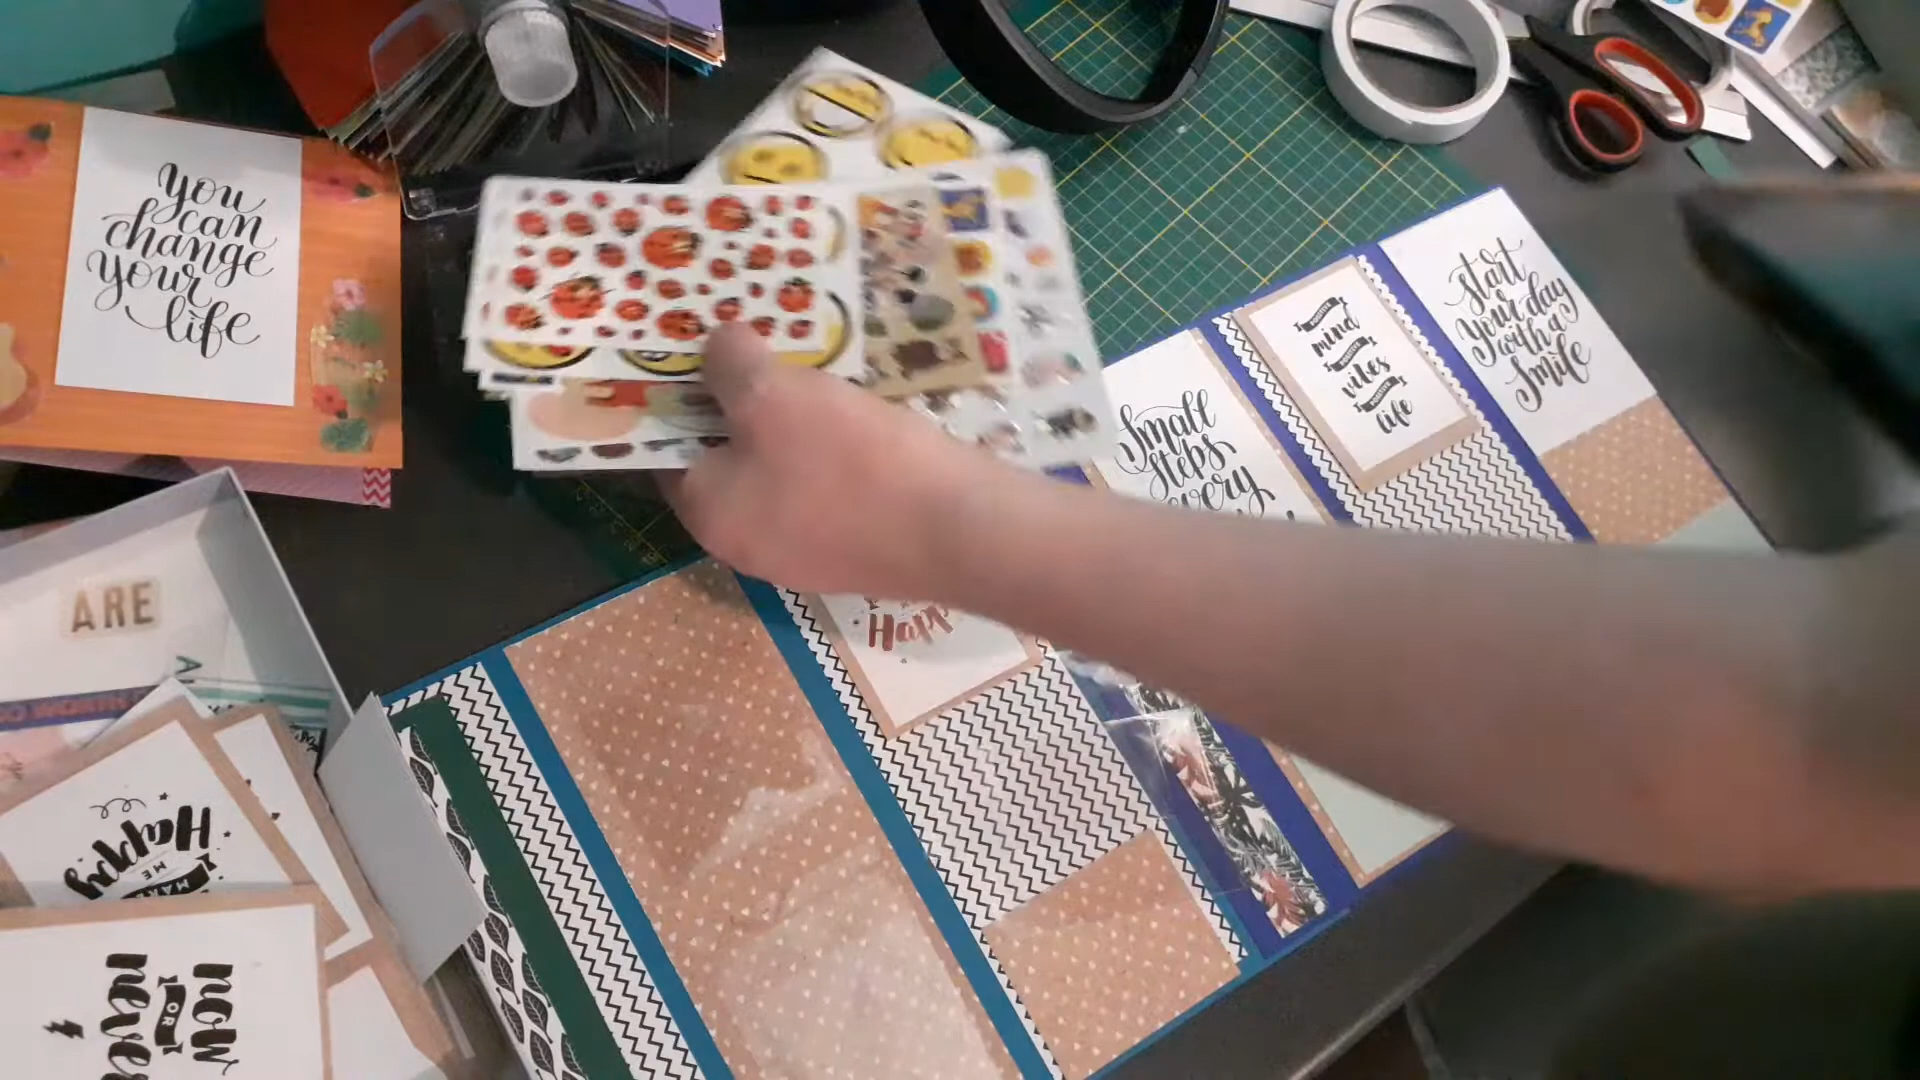 you
can
change
your
life
ARE
Happy
ME
MAKE
now
OR
never
Small
steps
every
mind
vibes
life
start
your day
with a
smile
Happ